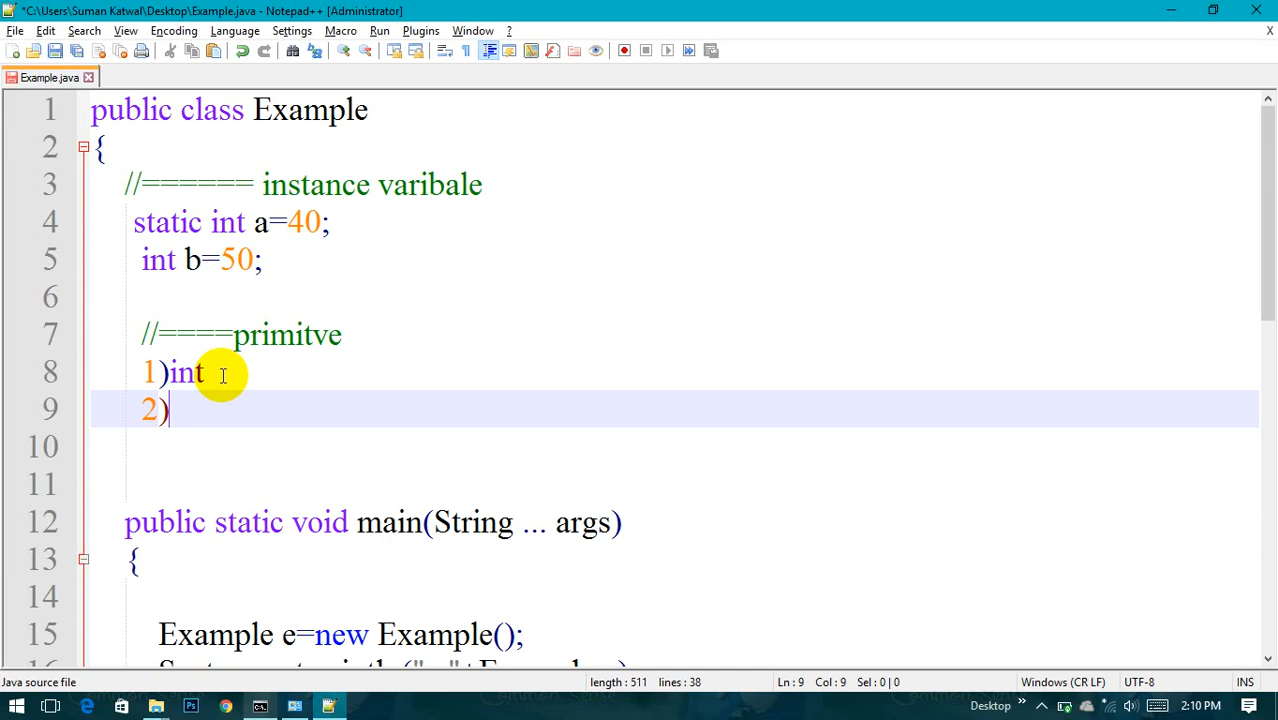 *C:\Users\Suman Katwal\Desktop\Example.java - Notepad++ [Administrator]
File Edit Search View Encoding Language Settings Macro Run Plugins Window ? X
Example.java
1 public class Example
2 {
3 //====== instance varibale
4 static int a=40;
5 int b=50;
6
7 //====primitve
8 1)int
9 2)
10
11
12 public static void main(String ... args)
13 {
14
15 Example e=new Example();
Java source file length : 511 lines : 38 Ln : 9 Col : 9 Sel : 0 | 0 Windows (CR LF) UTF-8 INS
Desktop 2:10 PM